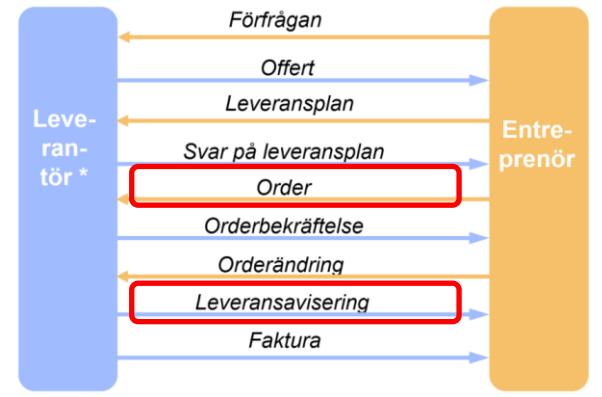 Förfrågan
Offert
Leveransplan
Leve-
ran-
tör *
Entre-
prenör
Svar på leveransplan
Order
Orderbekräftelse
Orderändring
Leveransavisering
Faktura